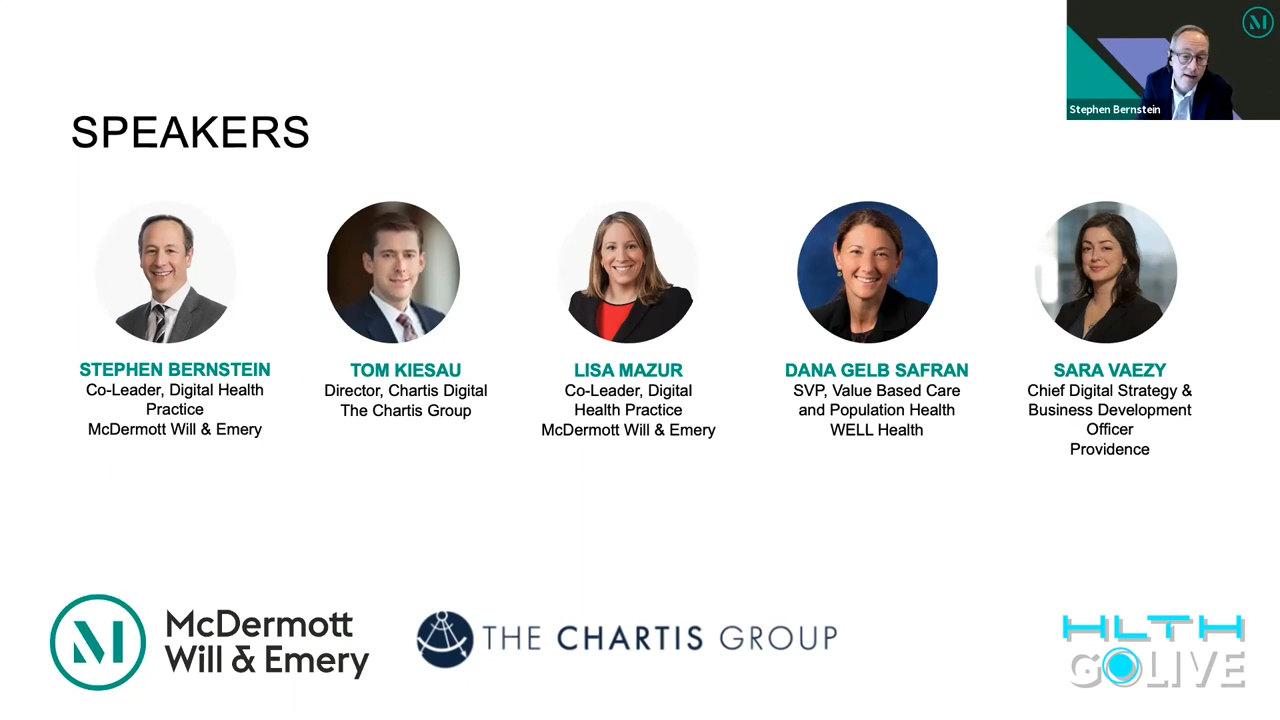 Stephen Bernstein
SPEAKERS
STEPHEN BERNSTEIN
Co-Leader, Digital Health
Practice
McDermott Will & Emery
TOM KIESAU
Director, Chartis Digital
The Chartis Group
LISA MAZUR
Co-Leader, Digital
Health Practice
McDermott Will & Emery
DANA GELB SAFRAN
SVP, Value Based Care
and Population Health
WELL Health
SARA VAEZY
Chief Digital Strategy &
Business Development
Officer
Providence
M
McDermott
Will & Emery
THE CHARTIS GROUP
HLTH
GOLIVE